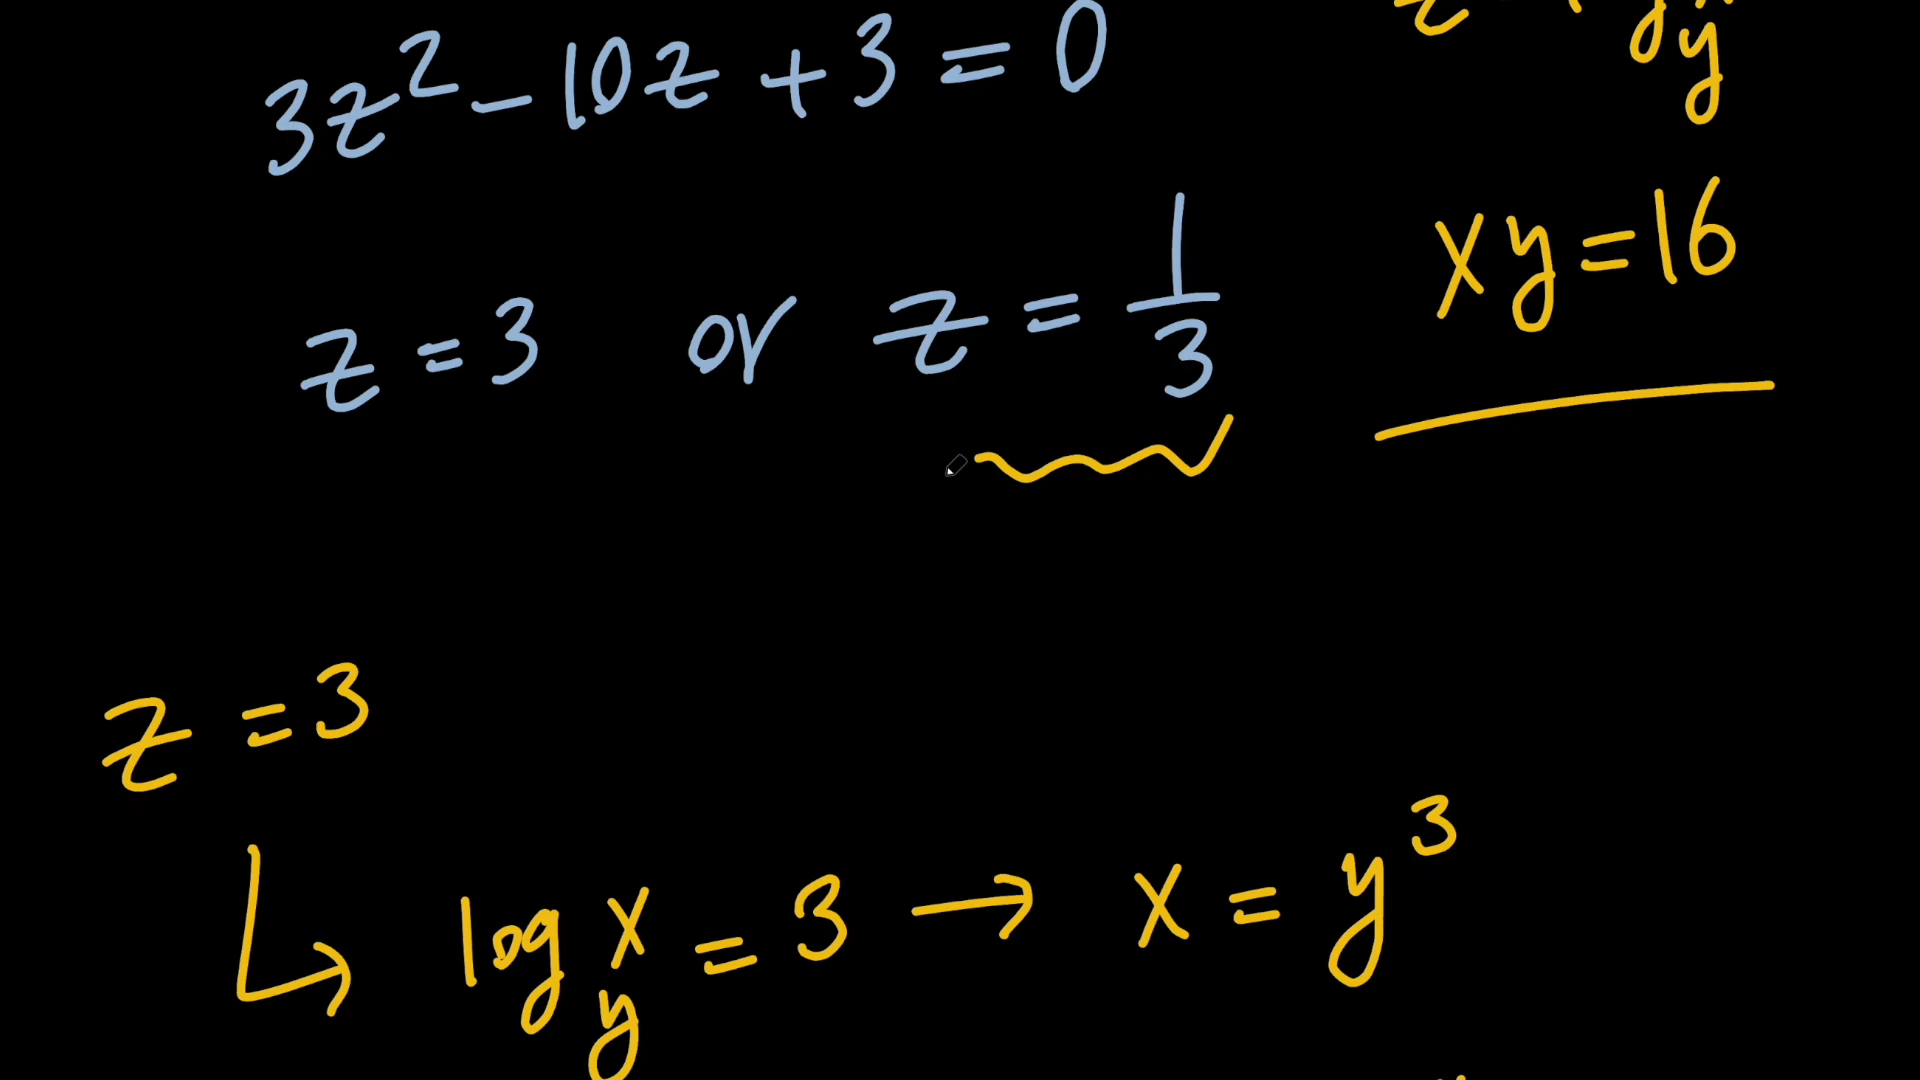 3z² - 10z + 3 = 0
z = 3 or z = 1/3
xy = 16
z = 3
log_y x = 3 → x = y³